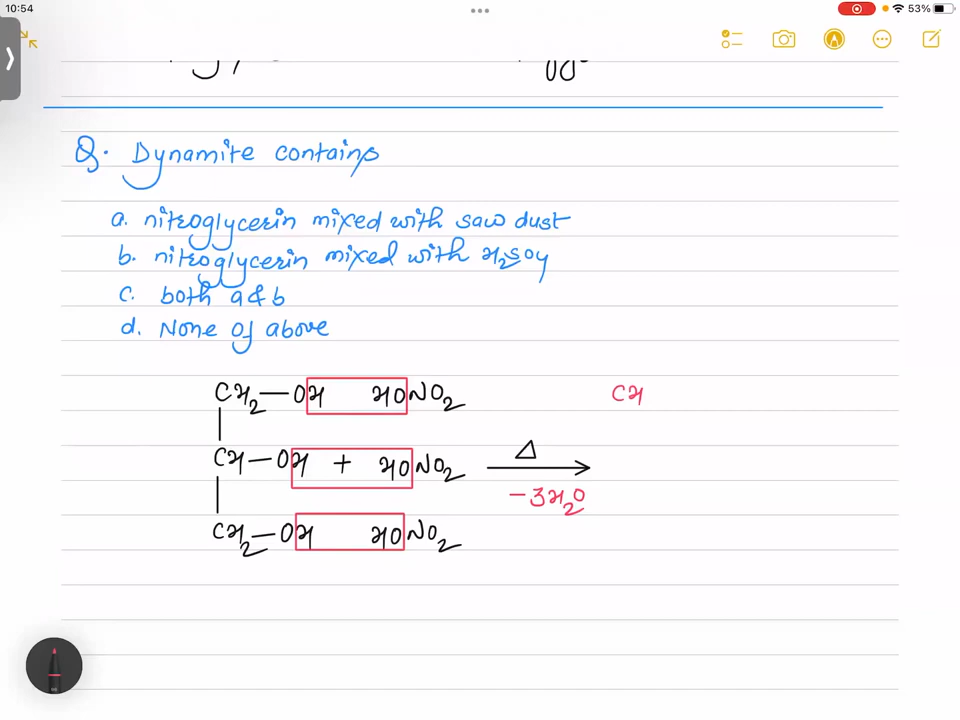 10:54
53%
Q. Dynamite contains
a. nitroglycerin mixed with saw dust
b. nitroglycerin mixed with H2SO4
c. both a & b
d. None of above
CH2—OH HONO2 CH
CH—OH + HONO2 Δ
-3H2O
CH2—OH HONO2